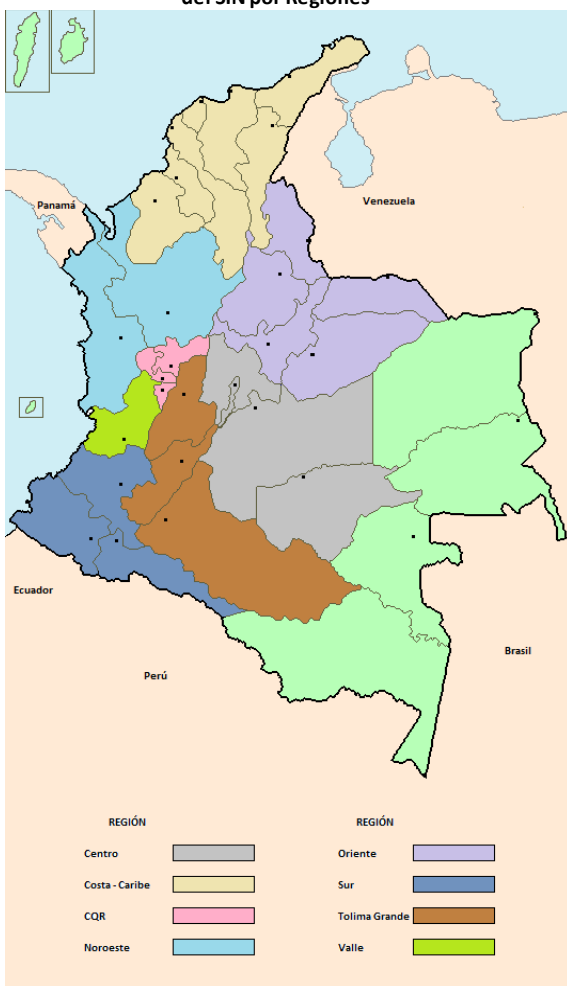 del SIN por Regiones
Panamá
Venezuela
Ecuador
Brasil
Perú
REGIÓN REGIÓN
Centro Oriente
Costa - Caribe Sur
CQR Tolima Grande
Noroeste Valle